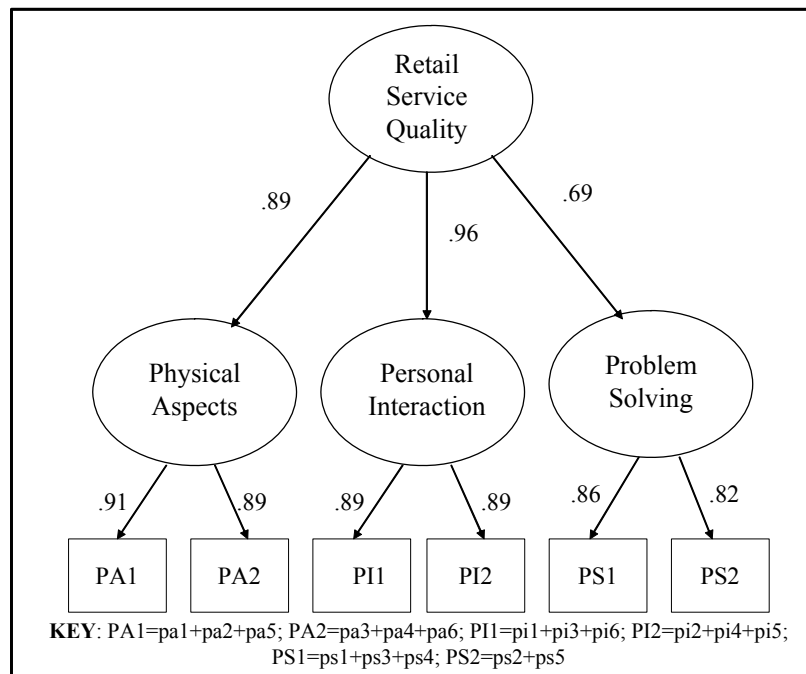 Retail
Service
Quality
.89
.96
.69
Physical
Aspects
Personal
Interaction
Problem
Solving
.91
.89
.89
.89
.86
.82
PA1
PA2
PI1
PI2
PS1
PS2
KEY: PA1=pa1+pa2+pa5; PA2=pa3+pa4+pa6; PI1=pi1+pi3+pi6; PI2=pi2+pi4+pi5;
PS1=ps1+ps3+ps4; PS2=ps2+ps5